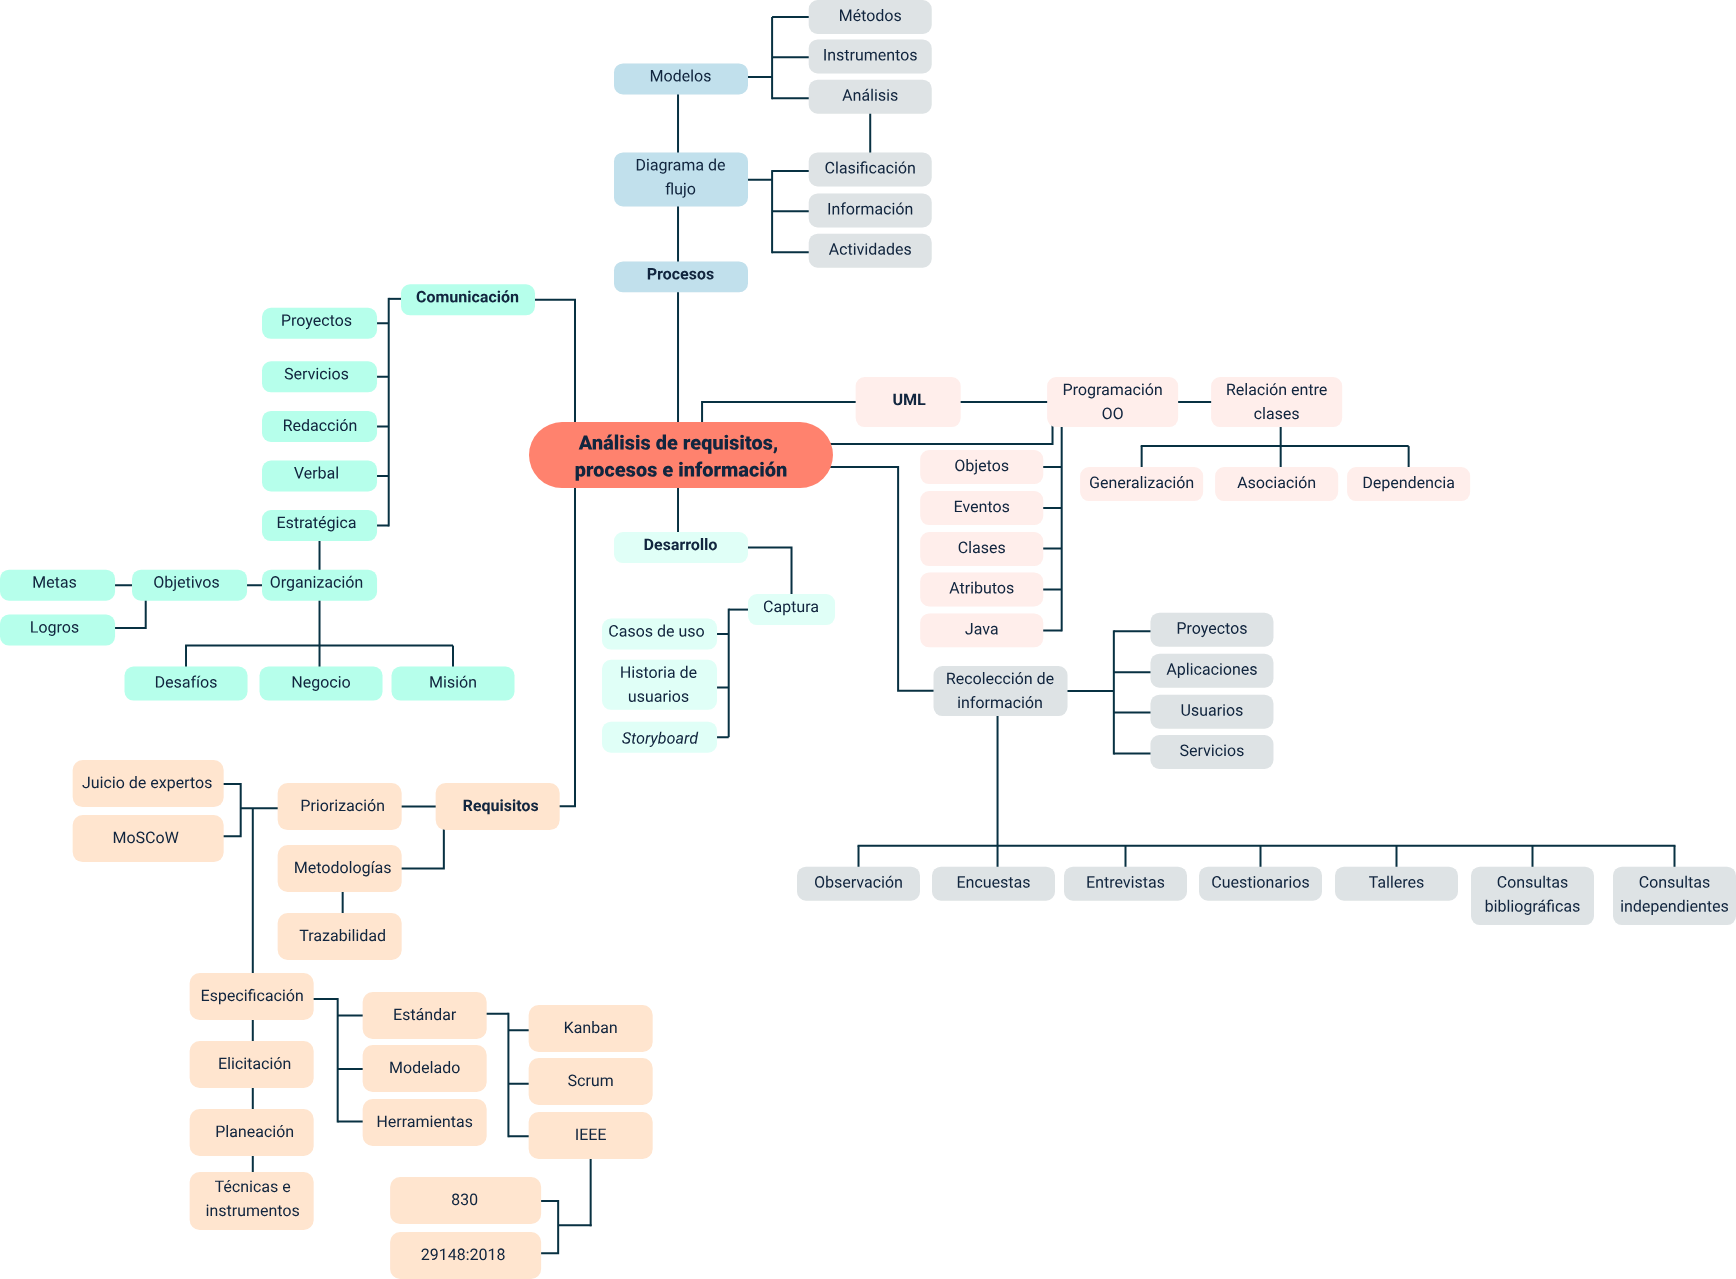 Métodos
Instrumentos
Modelos
Análisis
Diagrama de
flujo
Clasificación
Información
Actividades
Procesos
Comunicación
Proyectos
Servicios
Redacción
Verbal
Estratégica
Metas
Objetivos
Organización
Logros
Desafíos
Negocio
Misión
Análisis de requisitos,
procesos e información
UML
Programación
OO
Relación entre
clases
Generalización
Asociación
Dependencia
Objetos
Eventos
Clases
Atributos
Java
Desarrollo
Captura
Casos de uso
Historia de
usuarios
Storyboard
Recolección de
información
Proyectos
Aplicaciones
Usuarios
Servicios
Observación
Encuestas
Entrevistas
Cuestionarios
Talleres
Consultas
bibliográficas
Consultas
independientes
Juicio de expertos
MoSCoW
Priorización
Requisitos
Metodologías
Trazabilidad
Especificación
Elicitación
Planeación
Técnicas e
instrumentos
Estándar
Modelado
Herramientas
Kanban
Scrum
IEEE
830
29148:2018